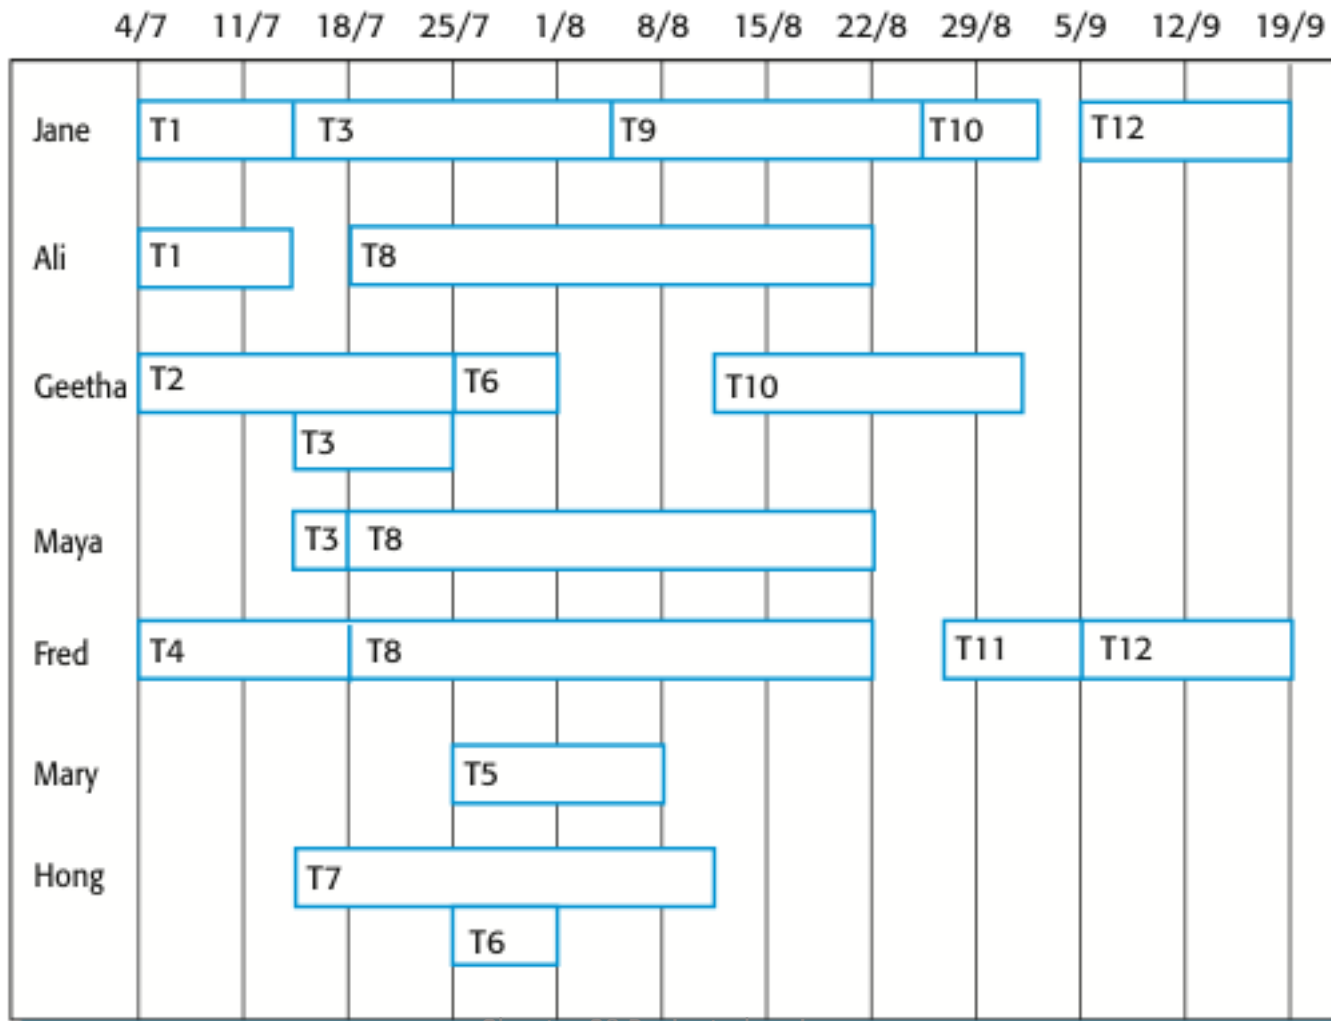 4/7 11/7 18/7 25/7 1/8 8/8 15/8 22/8 29/8 5/9 12/9 19/9
Jane T1 T3 T9 T10 T12
Ali T1 T8
Geetha T2 T6 T10
T3
Maya T3 T8
Fred T4 T8 T11 T12
Mary T5
Hong T7
T6